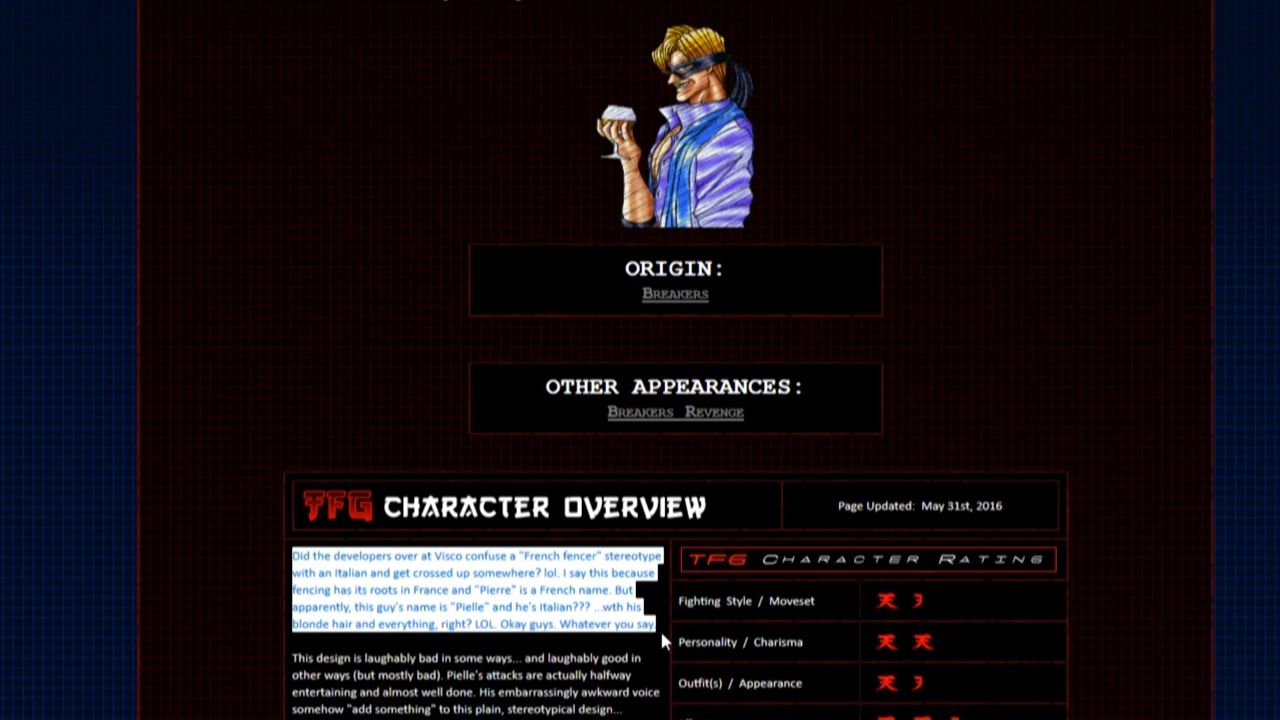 ORIGIN:
BREAKERS
OTHER APPEARANCES:
BREAKERS REVENGE
TFG CHARACTER OVERVIEW
Page Updated: May 31st, 2016
Did the developers over at Visco confuse a "French fencer" stereotype
with an Italian and get crossed up somewhere? lol. I say this because
fencing has its roots in France and "Pierre" is a French name. But
apparently, this guy's name is "Pielle" and he's Italian??? ...wth his
blonde hair and everything, right? LOL. Okay guys. Whatever you say.
This design is laughably bad in some ways... and laughably good in
other ways (but mostly bad). Pielle's attacks are actually halfway
entertaining and almost well done. His embarrassingly awkward voice
somehow "add something" to this plain, stereotypical design...
TFG CHARACTER RATING
Fighting Style / Moveset
Personality / Charisma
Outfit(s) / Appearance